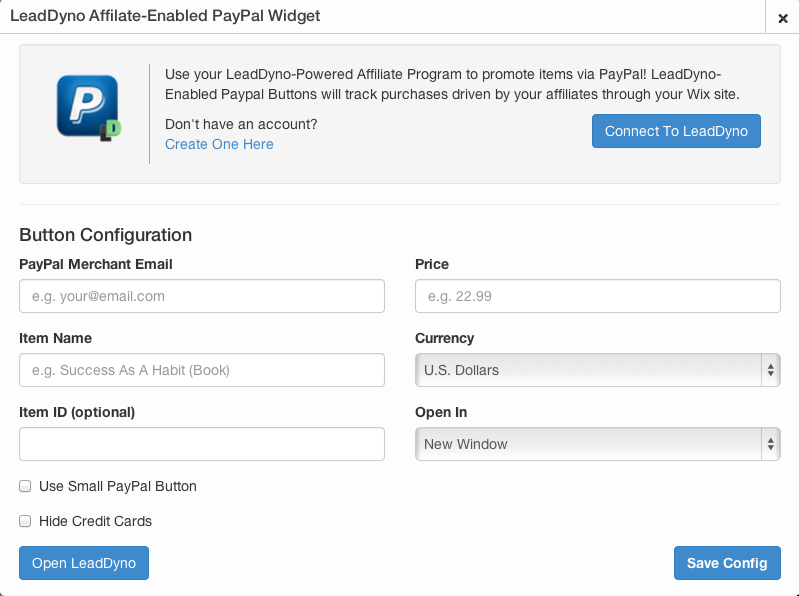 LeadDyno Affilate-Enabled PayPal Widget
×
Use your LeadDyno-Powered Affiliate Program to promote items via PayPal! LeadDyno-
Enabled Paypal Buttons will track purchases driven by your affiliates through your Wix site.
Don't have an account?
Create One Here
Connect To LeadDyno
P
LD
Button Configuration
PayPal Merchant Email
Price
e.g. your@email.com
e.g. 22.99
Item Name
Currency
e.g. Success As A Habit (Book)
U.S. Dollars
Item ID (optional)
Open In
New Window
Use Small PayPal Button
Hide Credit Cards
Open LeadDyno
Save Config